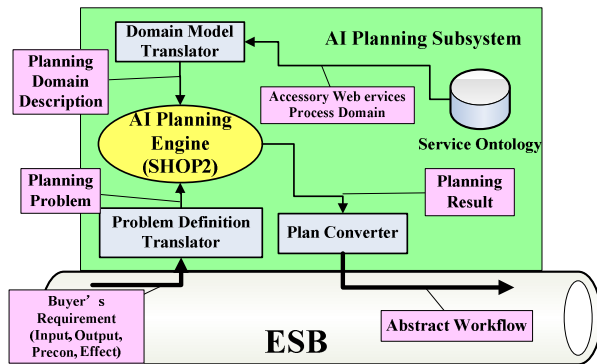 Domain Model
Translator
AI Planning Subsystem
Planning
Domain
Description
Accessory Web ervices
Process Domain
Service Ontology
AI Planning
Engine
(SHOP2)
Planning
Problem
Planning
Result
Problem Definition
Translator
Plan Converter
Buyer’s
Requirement
(Input, Output,
Precon, Effect)
ESB
Abstract Workflow